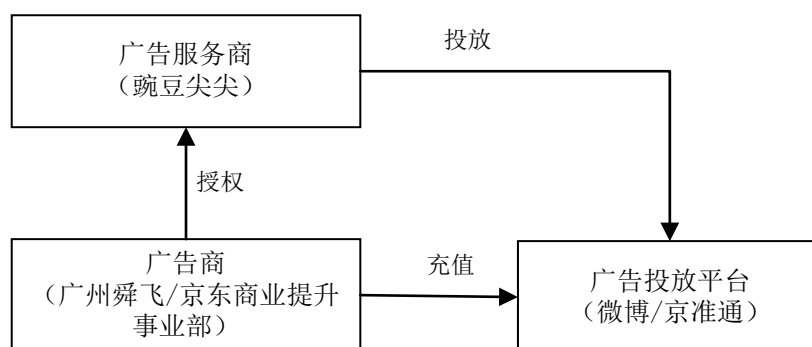 广告服务商
（豌豆尖尖）
投放
授权
广告商
（广州舜飞/京东商业提升
事业部）
充值
广告投放平台
（微博/京准通）